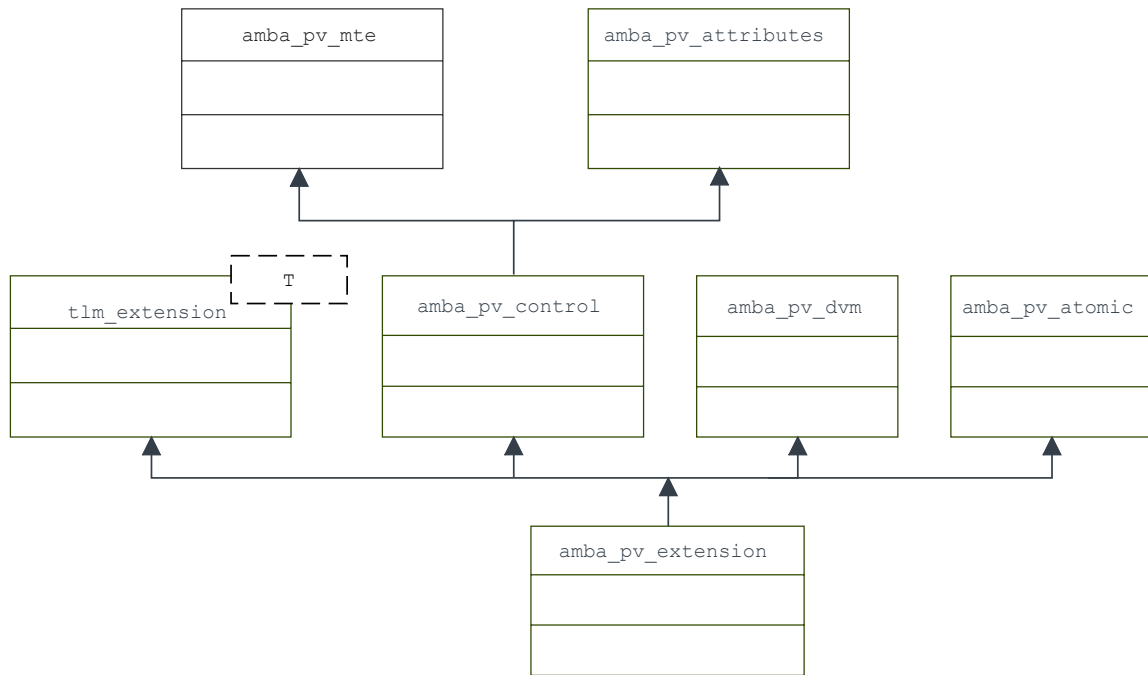 amba_pv_mte
amba_pv_attributes
T
tlm_extension
amba_pv_control
amba_pv_dvm
amba_pv_atomic
amba_pv_extension